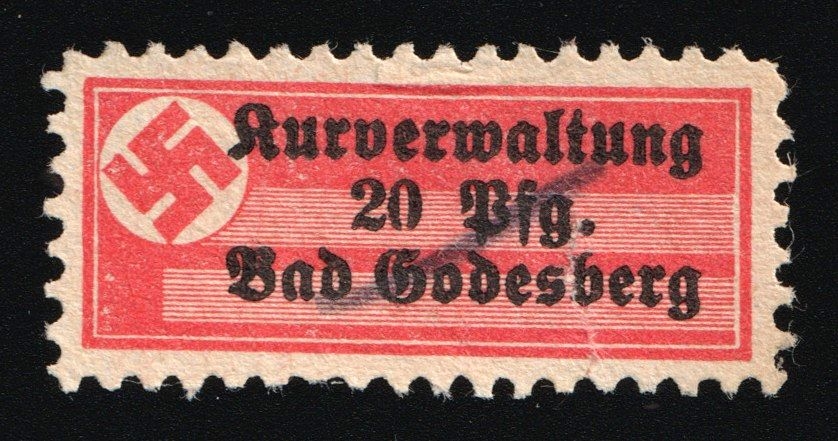 Kurverwaltung
20 Pfg.
Bad Godesberg